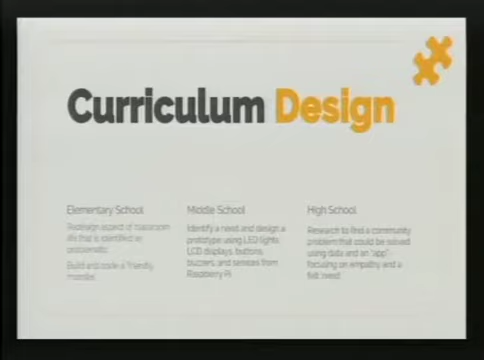 Curriculum Design
Elementary School
Redesign aspect of classroom
life that is identified as
problematic
Build and code a friendly
monster
Middle School
Identify a need and design a
prototype using LED lights,
LCD displays, buttons,
buzzers, and servos from
Raspberry Pi
High School
Research to find a community
problem that could be solved
using data and an "app"
focusing on empathy and a
felt need